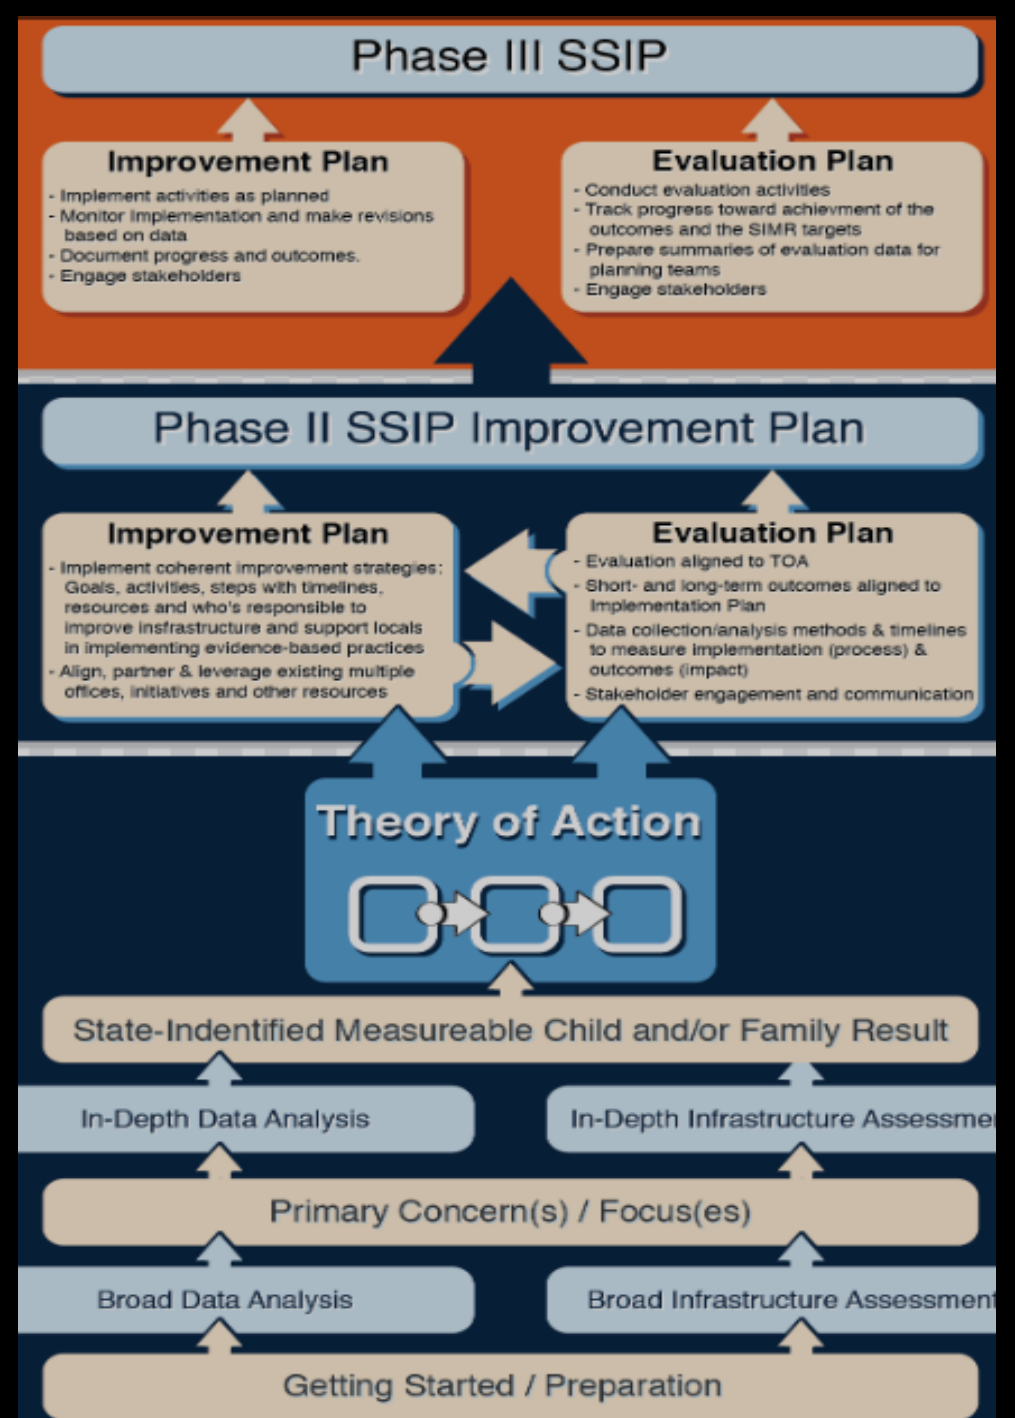 Phase III SSIP
Improvement Plan
- Implement activities as planned
- Monitor Implementation and make revisions
based on data
- Document progress and outcomes.
- Engage stakeholders
Evaluation Plan
- Conduct evaluation activities
- Track progress toward achievment of the
outcomes and the SIMR targets
- Prepare summaries of evaluation data for
planning teams
- Engage stakeholders
Phase II SSIP Improvement Plan
Improvement Plan
- Implement coherent improvement strategies:
Goals, activities, steps with timelines,
resources and who's responsible to
improve insfrastructure and support locals
in implementing evidence-based practices
- Align, partner & leverage existing multiple
offices, initiatives and other resources
Evaluation Plan
- Evaluation aligned to TOA
- Short- and long-term outcomes aligned to
Implementation Plan
- Data collection/analysis methods & timelines
to measure implementation (process) &
outcomes (impact)
- Stakeholder engagement and communication
Theory of Action
State-Indentified Measureable Child and/or Family Result
In-Depth Data Analysis
In-Depth Infrastructure Assessme
Primary Concern(s) / Focus(es)
Broad Data Analysis
Broad Infrastructure Assessment
Getting Started / Preparation